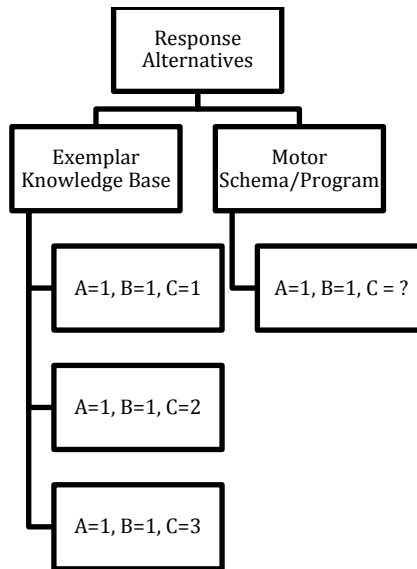 Response
Alternatives
Exemplar
Knowledge Base
Motor
Schema/Program
A=1, B=1, C=1
A=1, B=1, C = ?
A=1, B=1, C=2
A=1, B=1, C=3